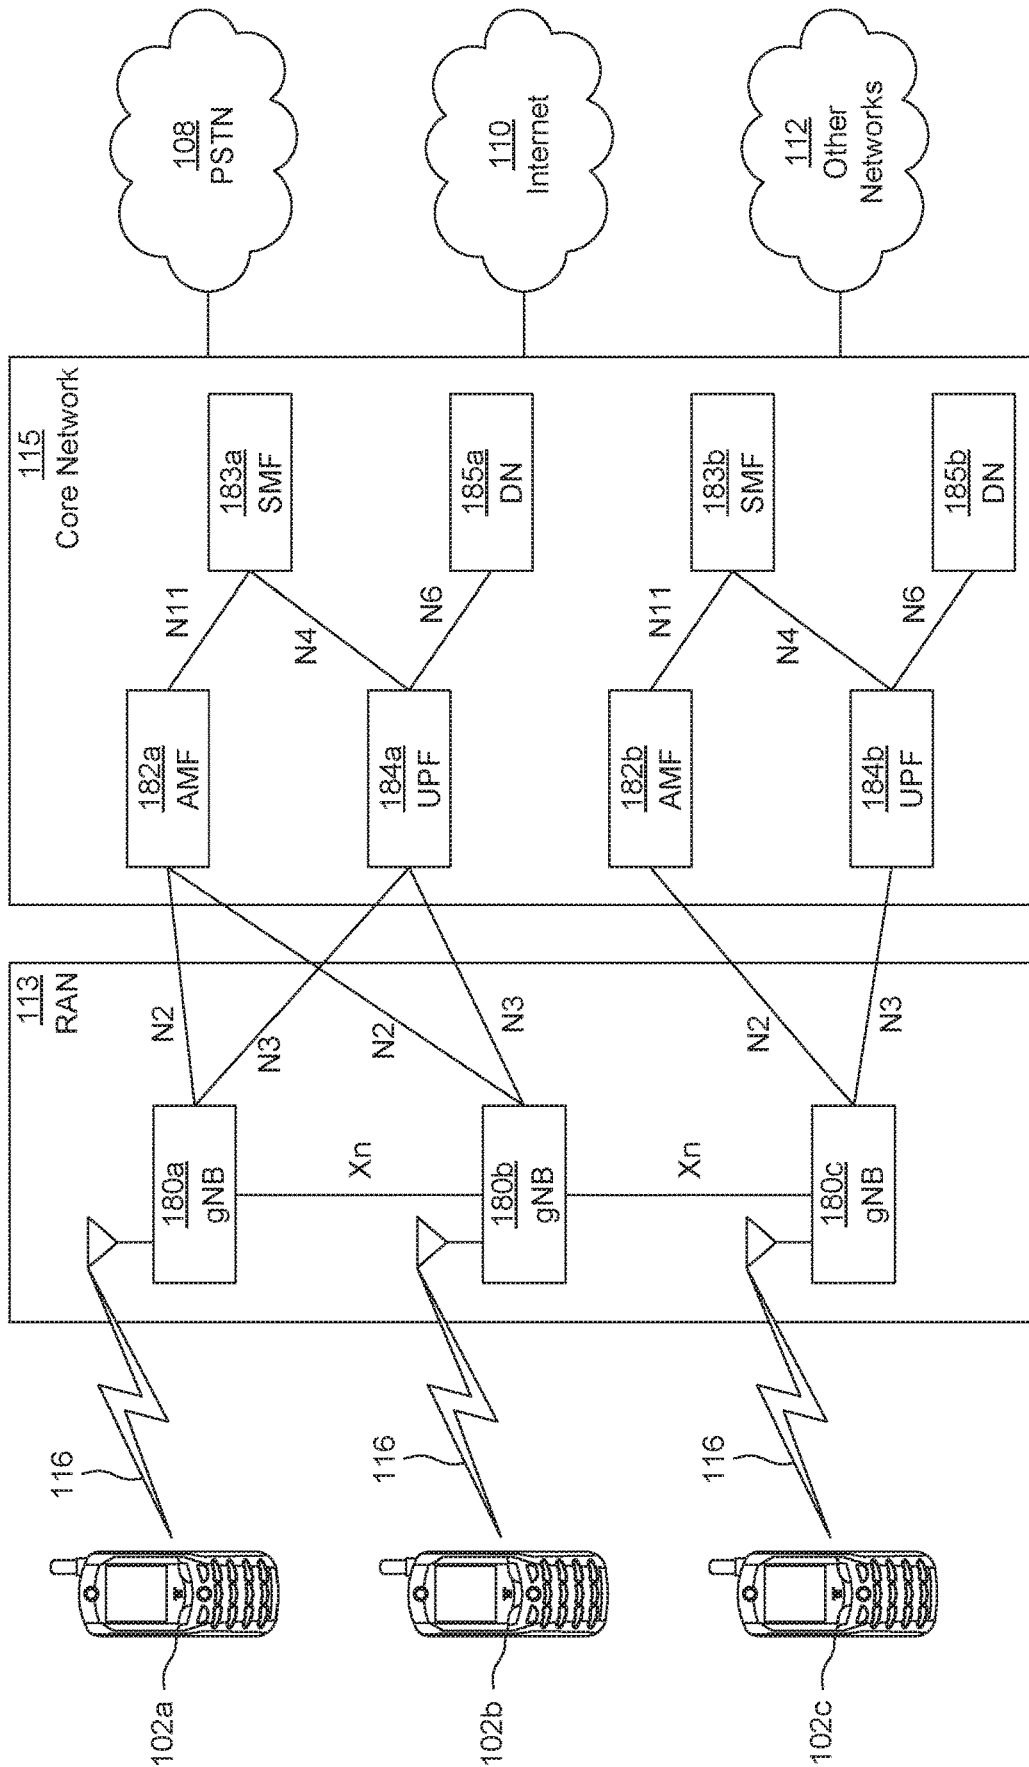 102a
102b
102c
116
116
116
113
RAN
180a
gNB
180b
gNB
180c
gNB
Xn
Xn
N2
N3
N2
N3
N2
N3
115
Core Network
182a
AMF
184a
UPF
182b
AMF
184b
UPF
N11
N4
N6
N11
N4
N6
183a
SMF
185a
DN
183b
SMF
185b
DN
108
PSTN
110
Internet
112
Other
Networks